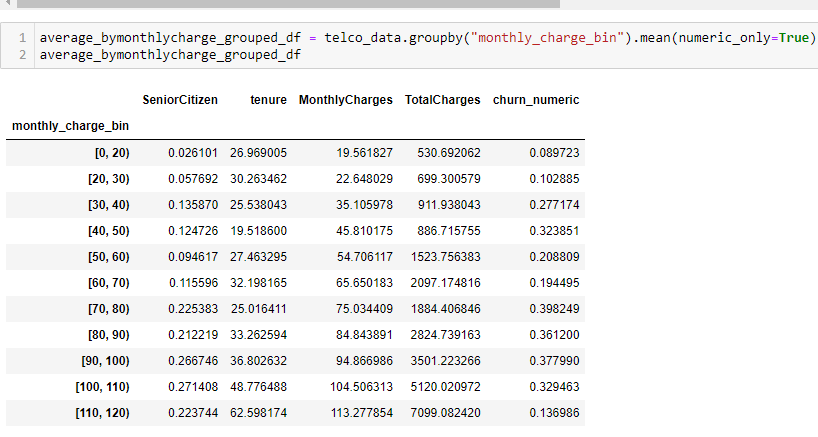 1 average_bymonthlycharge_grouped_df = telco_data.groupby("monthly_charge_bin").mean(numeric_only=True)
2 average_bymonthlycharge_grouped_df
SeniorCitizen tenure MonthlyCharges TotalCharges churn_numeric
monthly_charge_bin
[0, 20) 0.026101 26.969005 19.561827 530.692062 0.089723
[20, 30) 0.057692 30.263462 22.648029 699.300579 0.102885
[30, 40) 0.135870 25.538043 35.105978 911.938043 0.277174
[40, 50) 0.124726 19.518600 45.810175 886.715755 0.323851
[50, 60) 0.094617 27.463295 54.706117 1523.756383 0.208809
[60, 70) 0.115596 32.198165 65.650183 2097.174816 0.194495
[70, 80) 0.225383 25.016411 75.034409 1884.406846 0.398249
[80, 90) 0.212219 33.262594 84.843891 2824.739163 0.361200
[90, 100) 0.266746 36.802632 94.866986 3501.223266 0.377990
[100, 110) 0.271408 48.776488 104.506313 5120.020972 0.329463
[110, 120) 0.223744 62.598174 113.277854 7099.082420 0.136986